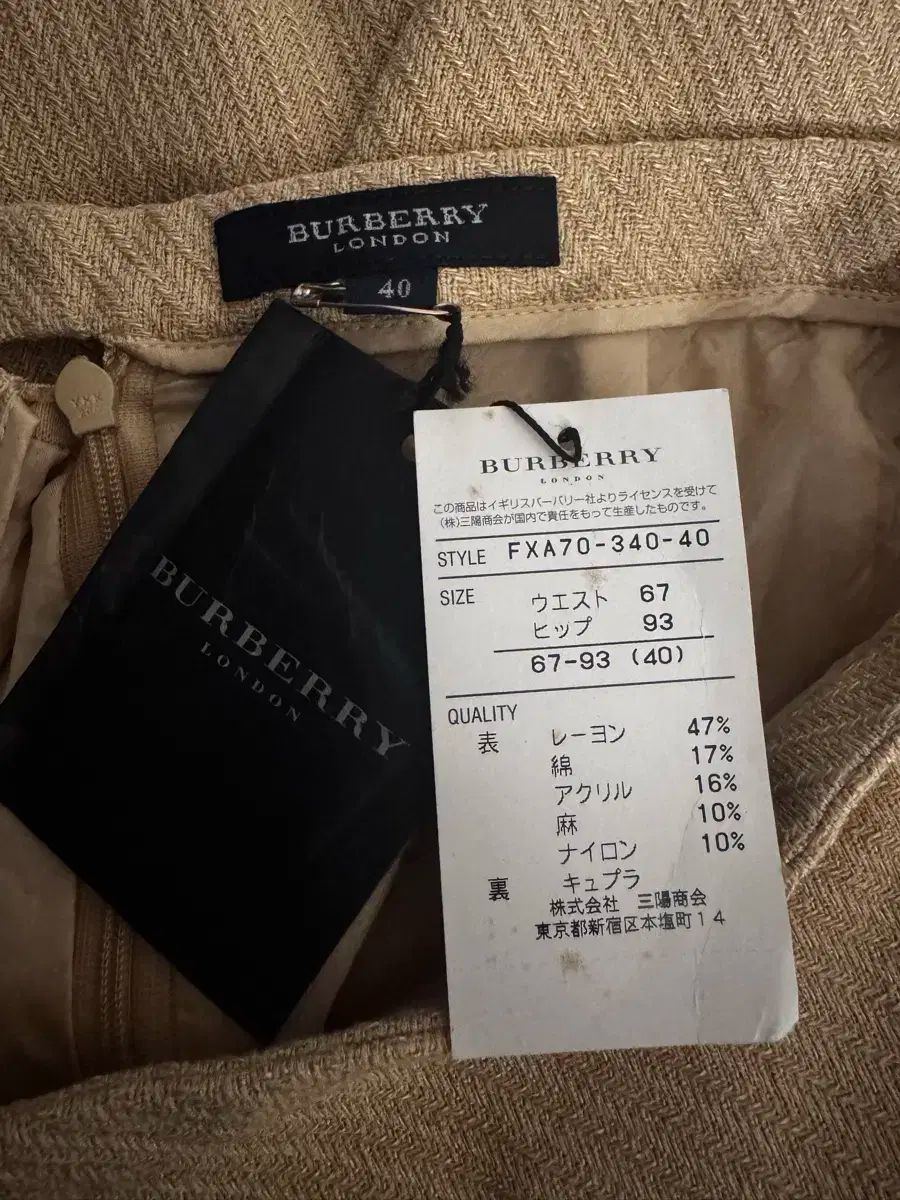 BURBERRY
LONDON
40
BURBERRY
LONDON
BURBERRY
LONDON
この商品はイギリスバーバリー社よりライセンスを受けて
(株)三陽商会が国内で責任をもって生産したものです。
STYLE FXA70-340-40
SIZE ウエスト 67
ヒップ 93
67-93 (40)
QUALITY
表 レーヨン 47%
綿 17%
アクリル 16%
麻 10%
ナイロン 10%
裏 キュプラ
株式会社 三陽商会
東京都新宿区本塩町14